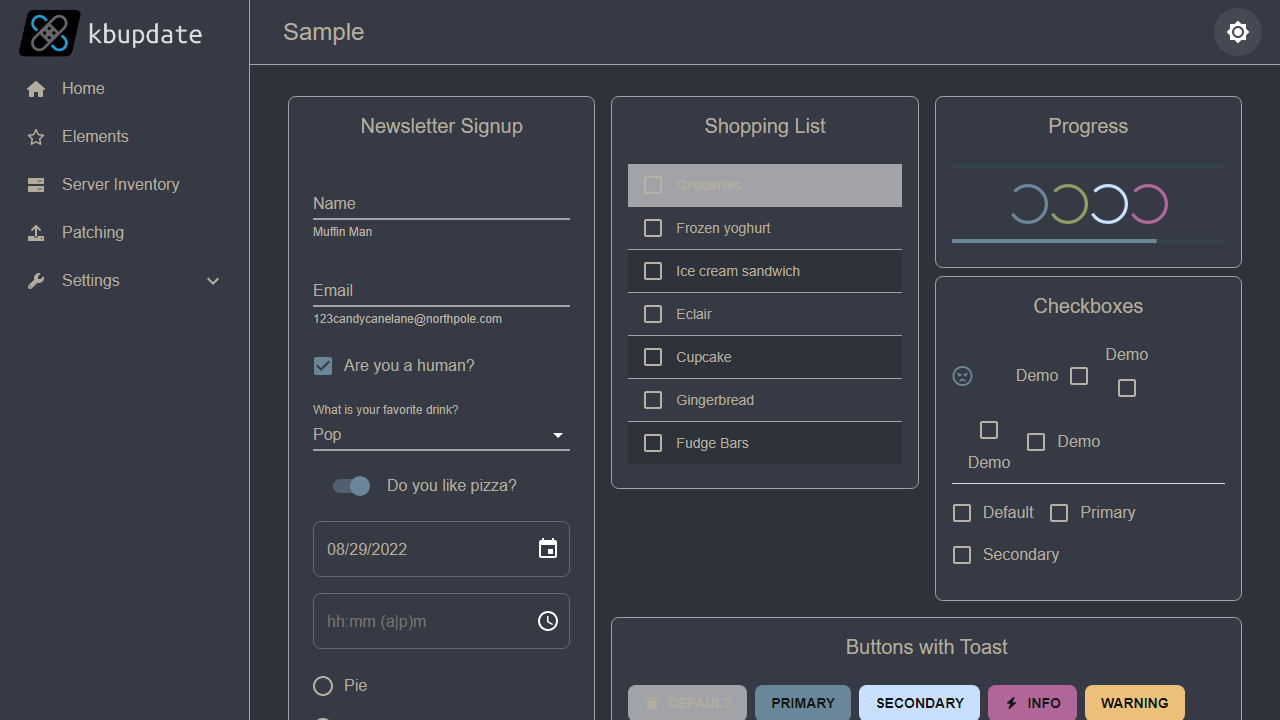 kbupdate
Sample
Home
Elements
Server Inventory
Patching
Settings
Newsletter Signup
Name
Muffin Man
Email
123candycanelane@northpole.com
Are you a human?
What is your favorite drink?
Pop
Do you like pizza?
08/29/2022
hh:mm (a|p)m
Pie
Shopping List
Groceries
Frozen yoghurt
Ice cream sandwich
Eclair
Cupcake
Gingerbread
Fudge Bars
Progress
Checkboxes
Demo
Demo
Demo
Demo
Default
Primary
Secondary
Buttons with Toast
DEFAULT
PRIMARY
SECONDARY
INFO
WARNING